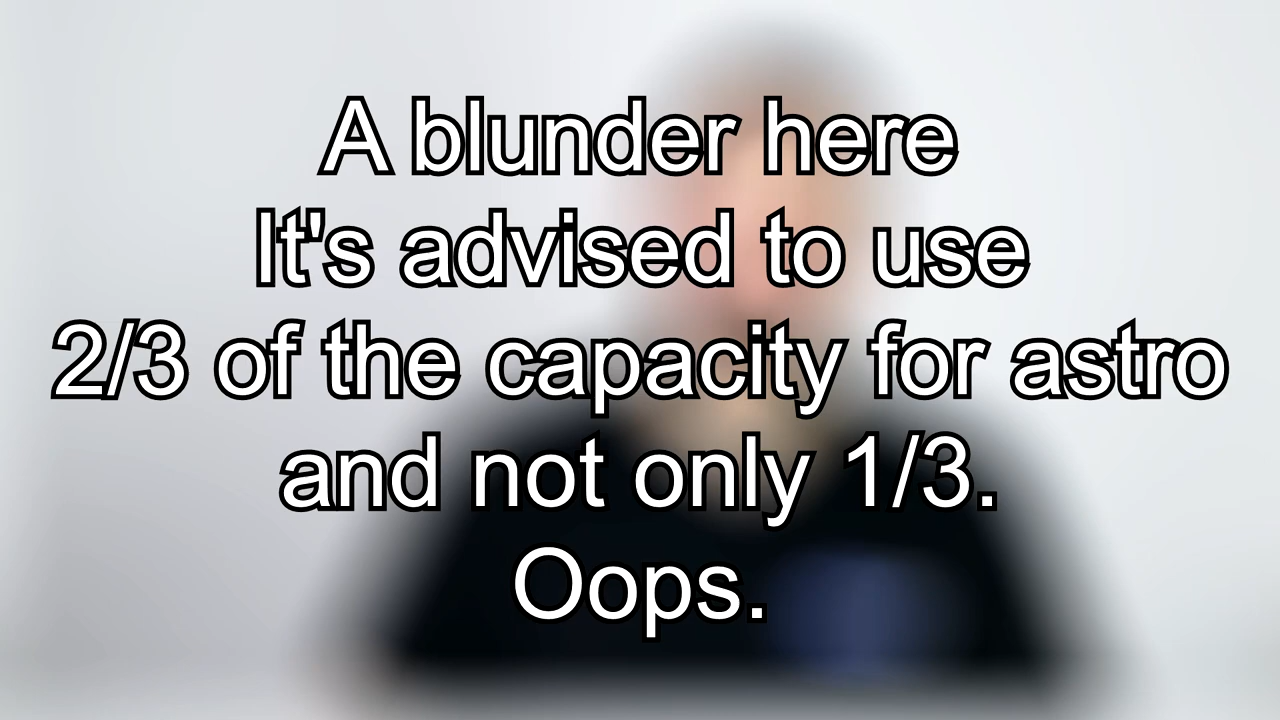 A blunder here
It's advised to use
2/3 of the capacity for astro
and not only 1/3.
Oops.